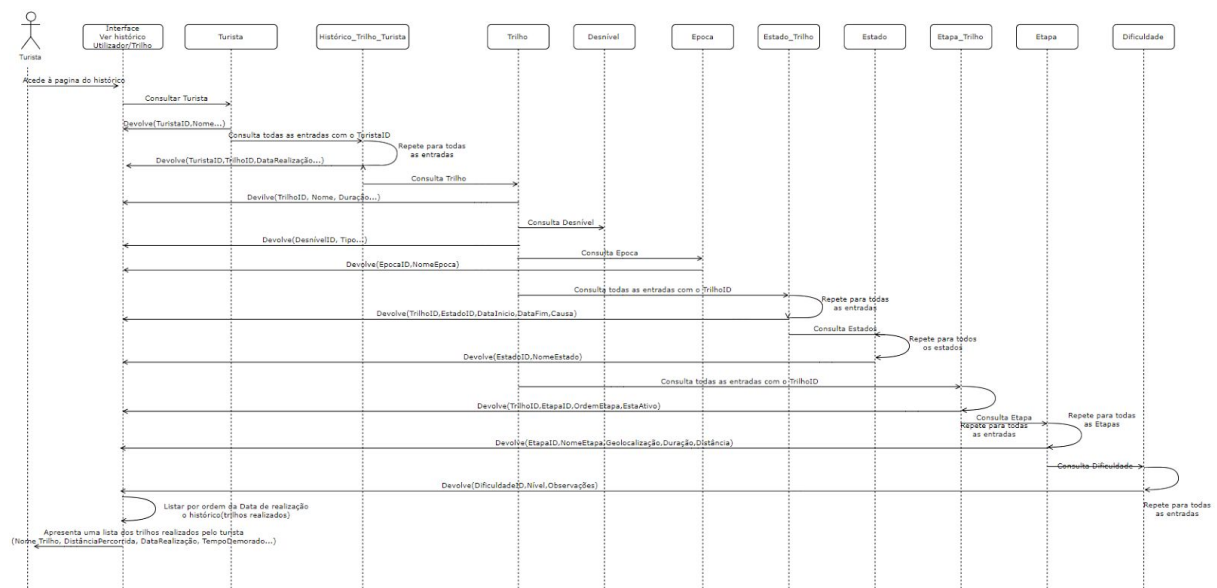 Interface
Ver histórico
Utilizador/Trilho
Turista
Histórico_Trilho_Turista
Trilho
Desnível
Epoca
Estado_Trilho
Estado
Etapa_Trilho
Etapa
Dificuldade
Turista
Acede à pagina do histórico
Consultar Turista
Devolve(TuristaID,Nome...)
Consulta todas as entradas com o TuristaID
Repete para todas
as entradas
Devolve(TuristaID,TrilhoID,DataRealização...)
Consulta Trilho
Devilve(TrilhoID, Nome, Duração...)
Consulta Desnível
Devolve(DesnívelID, Tipo...)
Consulta Epoca
Devolve(EpocaID,NomeEpoca)
Consulta todas as entradas com o TrilhoID
Repete para todas
as entradas
Devolve(TrilhoID,EstadoID,DataInicio,DataFim,Causa)
Consulta Estados
Repete para todos
os estados
Devolve(EstadoID,NomeEstado)
Consulta todas as entradas com o TrilhoID
Devolve(TrilhoID,EtapaID,OrdemEtapa,EstaAtivo)
Consulta Etapa
Repete para todas
as entradas
Repete para todas
as Etapas
Devolve(EtapaID,NomeEtapa,Geolocalização,Duração,Distância)
Consulta Dificuldade
Devolve(DificuldadeID,Nível,Observações)
Repete para todas
as entradas
Listar por ordem da Data de realização
o histórico(trilhos realizados)
Apresenta uma lista dos trilhos realizados pelo turista
(Nome_Trilho, DistânciaPercorrida, DataRealização, TempoDemorado...)